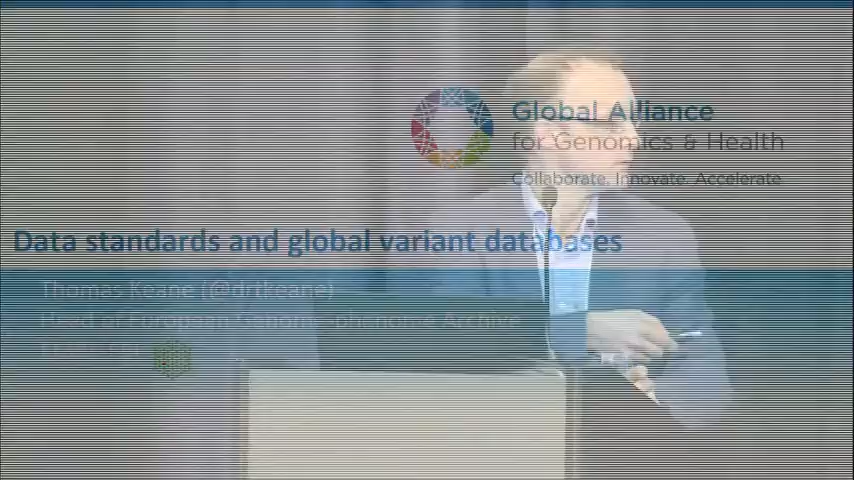 Global Alliance
for Genomics & Health
Collaborate. Innovate. Accelerate.
Data standards and global variant databases
Thomas Keane (@drtkeane)
Head of European Genome-phenome Archive